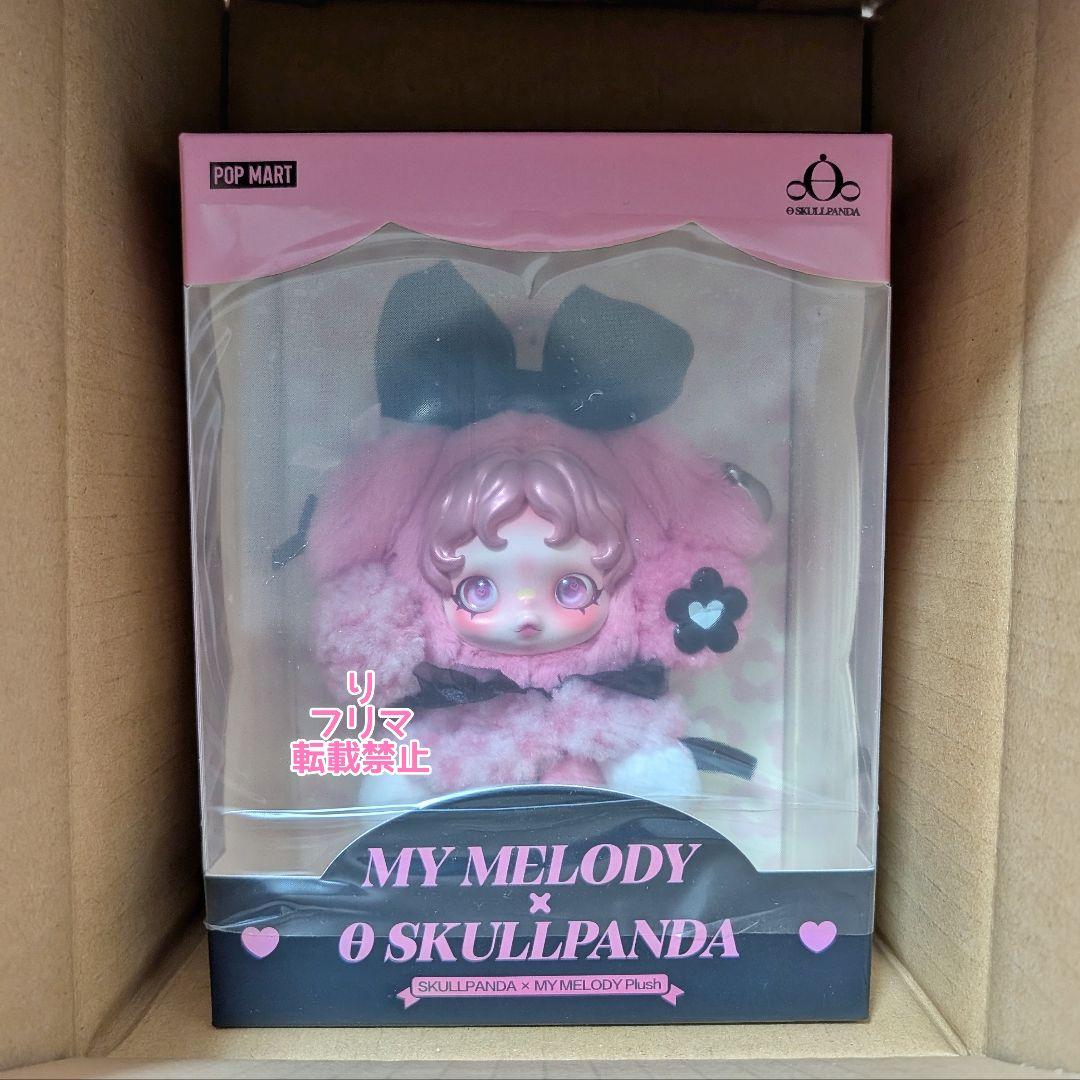 POP MART
θ SKULLPANDA
り
フリマ
転載禁止
MY MELODY
×
θ SKULLPANDA
SKULLPANDA × MY MELODY Plush